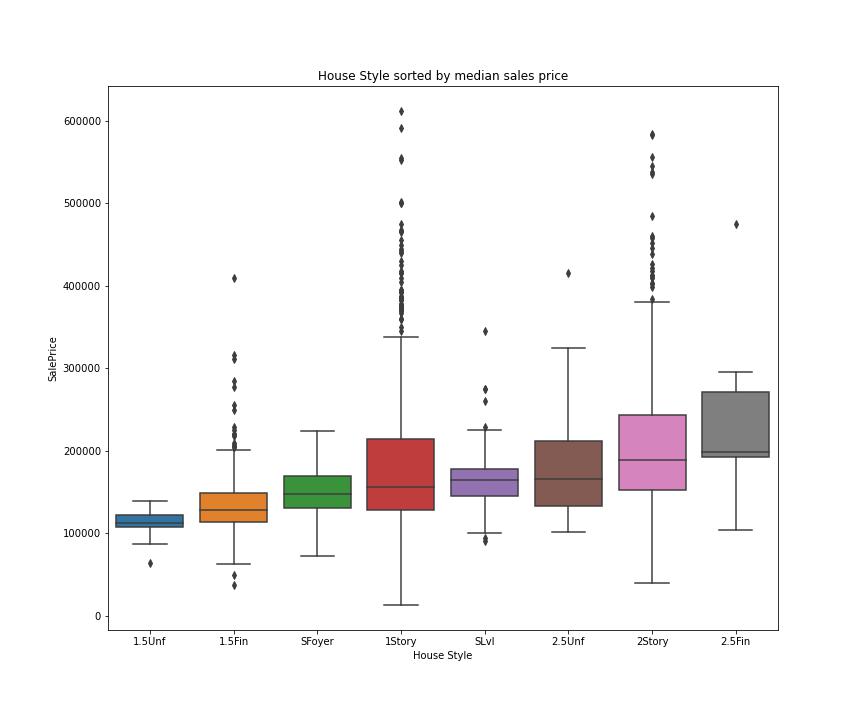 House Style sorted by median sales price
600000
500000
400000
300000
200000
100000
0
SalePrice
1.5Unf 1.5Fin SFoyer 1Story SLvl 2.5Unf 2Story 2.5Fin
House Style